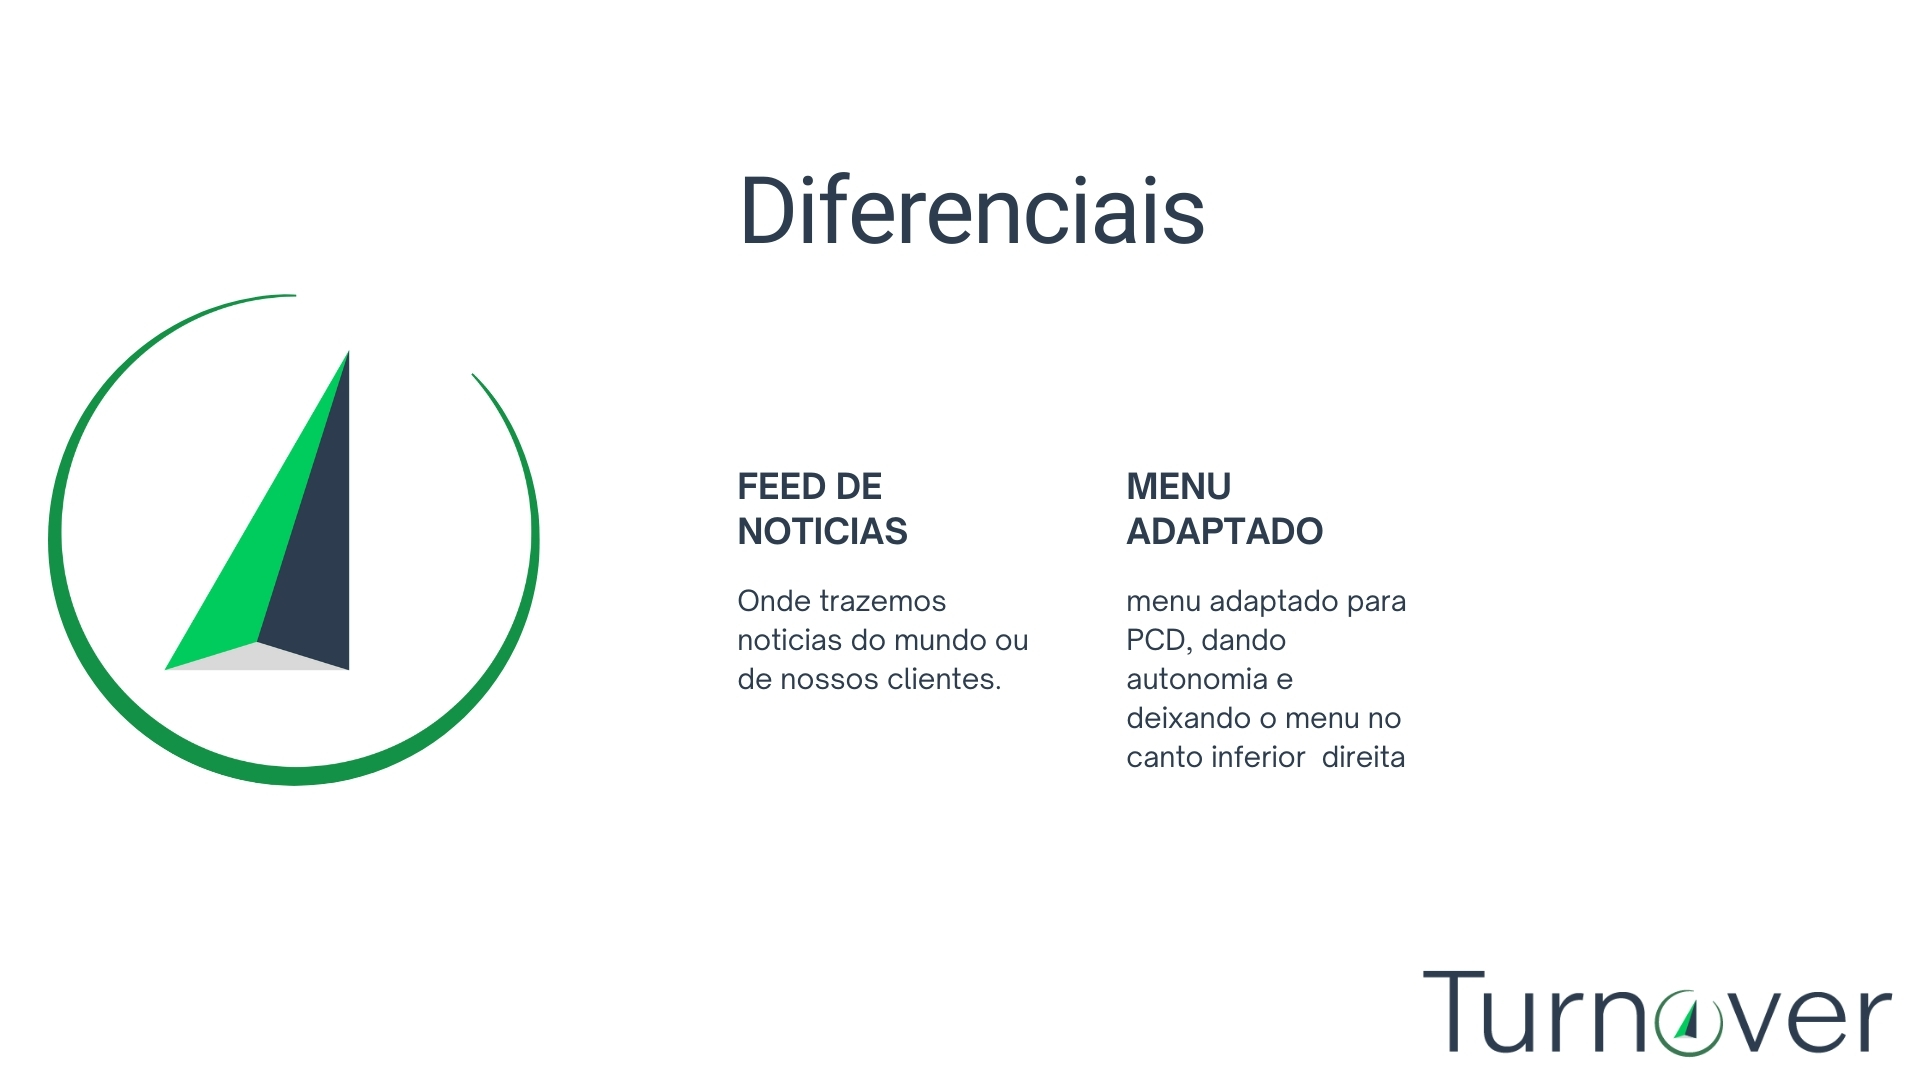 Diferenciais
FEED DE
NOTICIAS
Onde trazemos
noticias do mundo ou
de nossos clientes.
MENU
ADAPTADO
menu adaptado para
PCD, dando
autonomia e
deixando o menu no
canto inferior  direita
Turnover